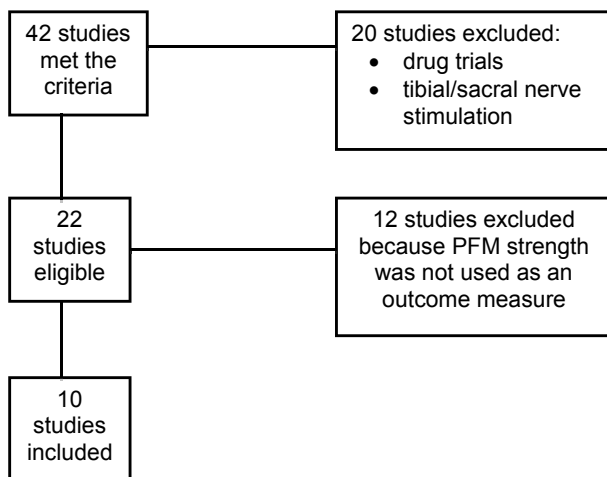 42 studies
met the
criteria
20 studies excluded:
• drug trials
• tibial/sacral nerve
stimulation
22
studies
eligible
12 studies excluded
because PFM strength
was not used as an
outcome measure
10
studies
included